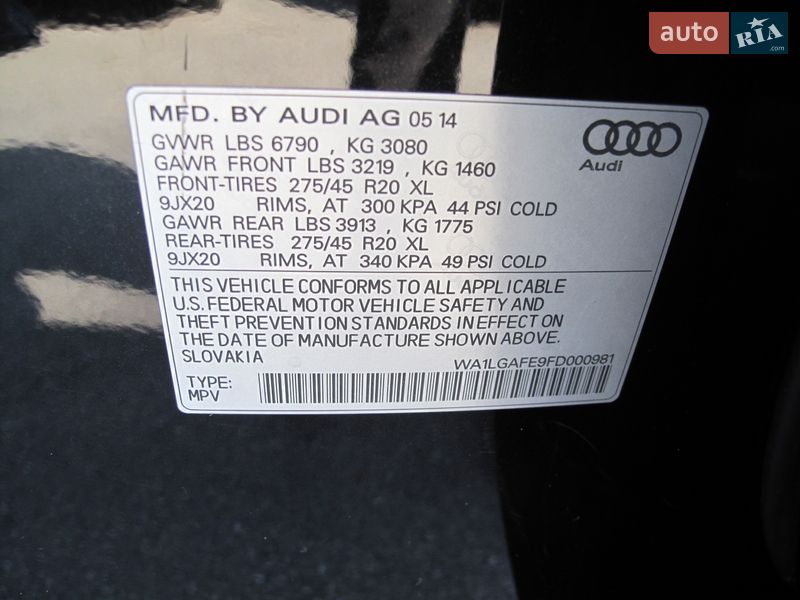 auto RIA .com
MFD. BY AUDI AG 05 14
GVWR LBS 6790 , KG 3080
GAWR FRONT LBS 3219 , KG 1460
FRONT-TIRES 275/45 R20 XL
9JX20 RIMS, AT 300 KPA 44 PSI COLD
GAWR REAR LBS 3913 , KG 1775
REAR-TIRES 275/45 R20 XL
9JX20 RIMS, AT 340 KPA 49 PSI COLD
Audi
THIS VEHICLE CONFORMS TO ALL APPLICABLE
U.S. FEDERAL MOTOR VEHICLE SAFETY AND
THEFT PREVENTION STANDARDS IN EFFECT ON
THE DATE OF MANUFACTURE SHOWN ABOVE.
SLOVAKIA WA1LGAFE9FD000981
TYPE:
MPV